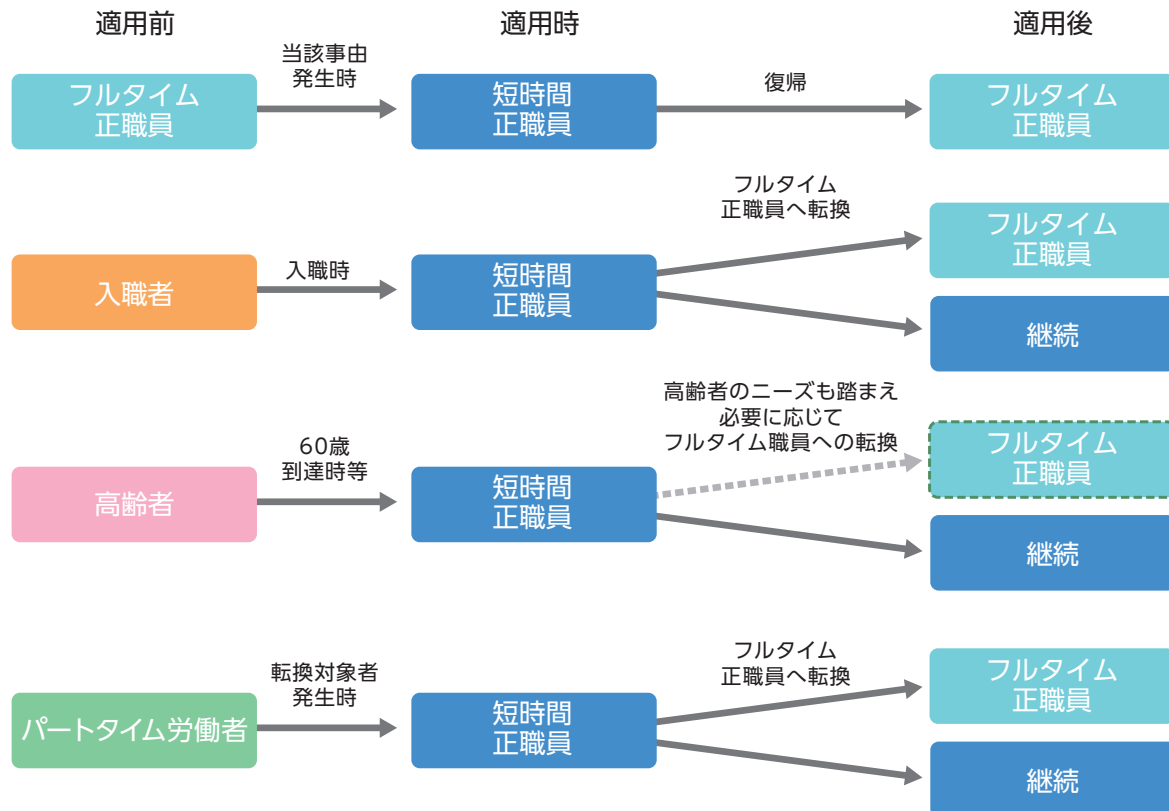 適用前
適用時
適用後
フルタイム
正職員
当該事由
発生時
短時間
正職員
復帰
フルタイム
正職員
入職者
入職時
短時間
正職員
フルタイム
正職員へ転換
フルタイム
正職員
継続
高齢者
60歳
到達時等
短時間
正職員
高齢者のニーズも踏まえ
必要に応じて
フルタイム職員への転換
フルタイム
正職員
継続
パートタイム労働者
転換対象者
発生時
短時間
正職員
フルタイム
正職員へ転換
フルタイム
正職員
継続